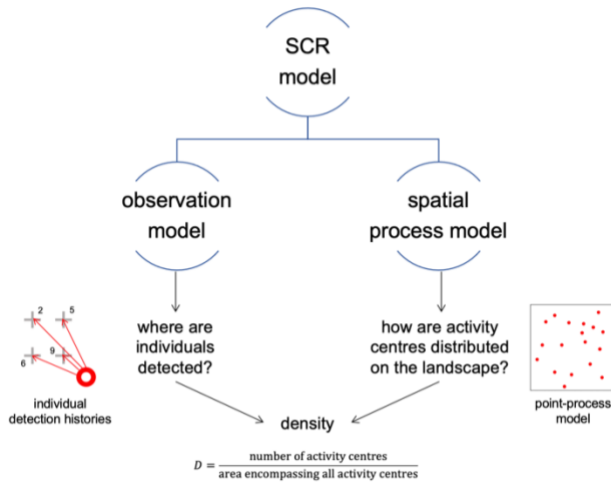 SCR
model
observation
model
spatial
process model
2
5
6
9
where are
individuals
detected?
how are activity
centres distributed
on the landscape?
individual
detection histories
point-process
model
density
D = number of activity centres
area encompassing all activity centres